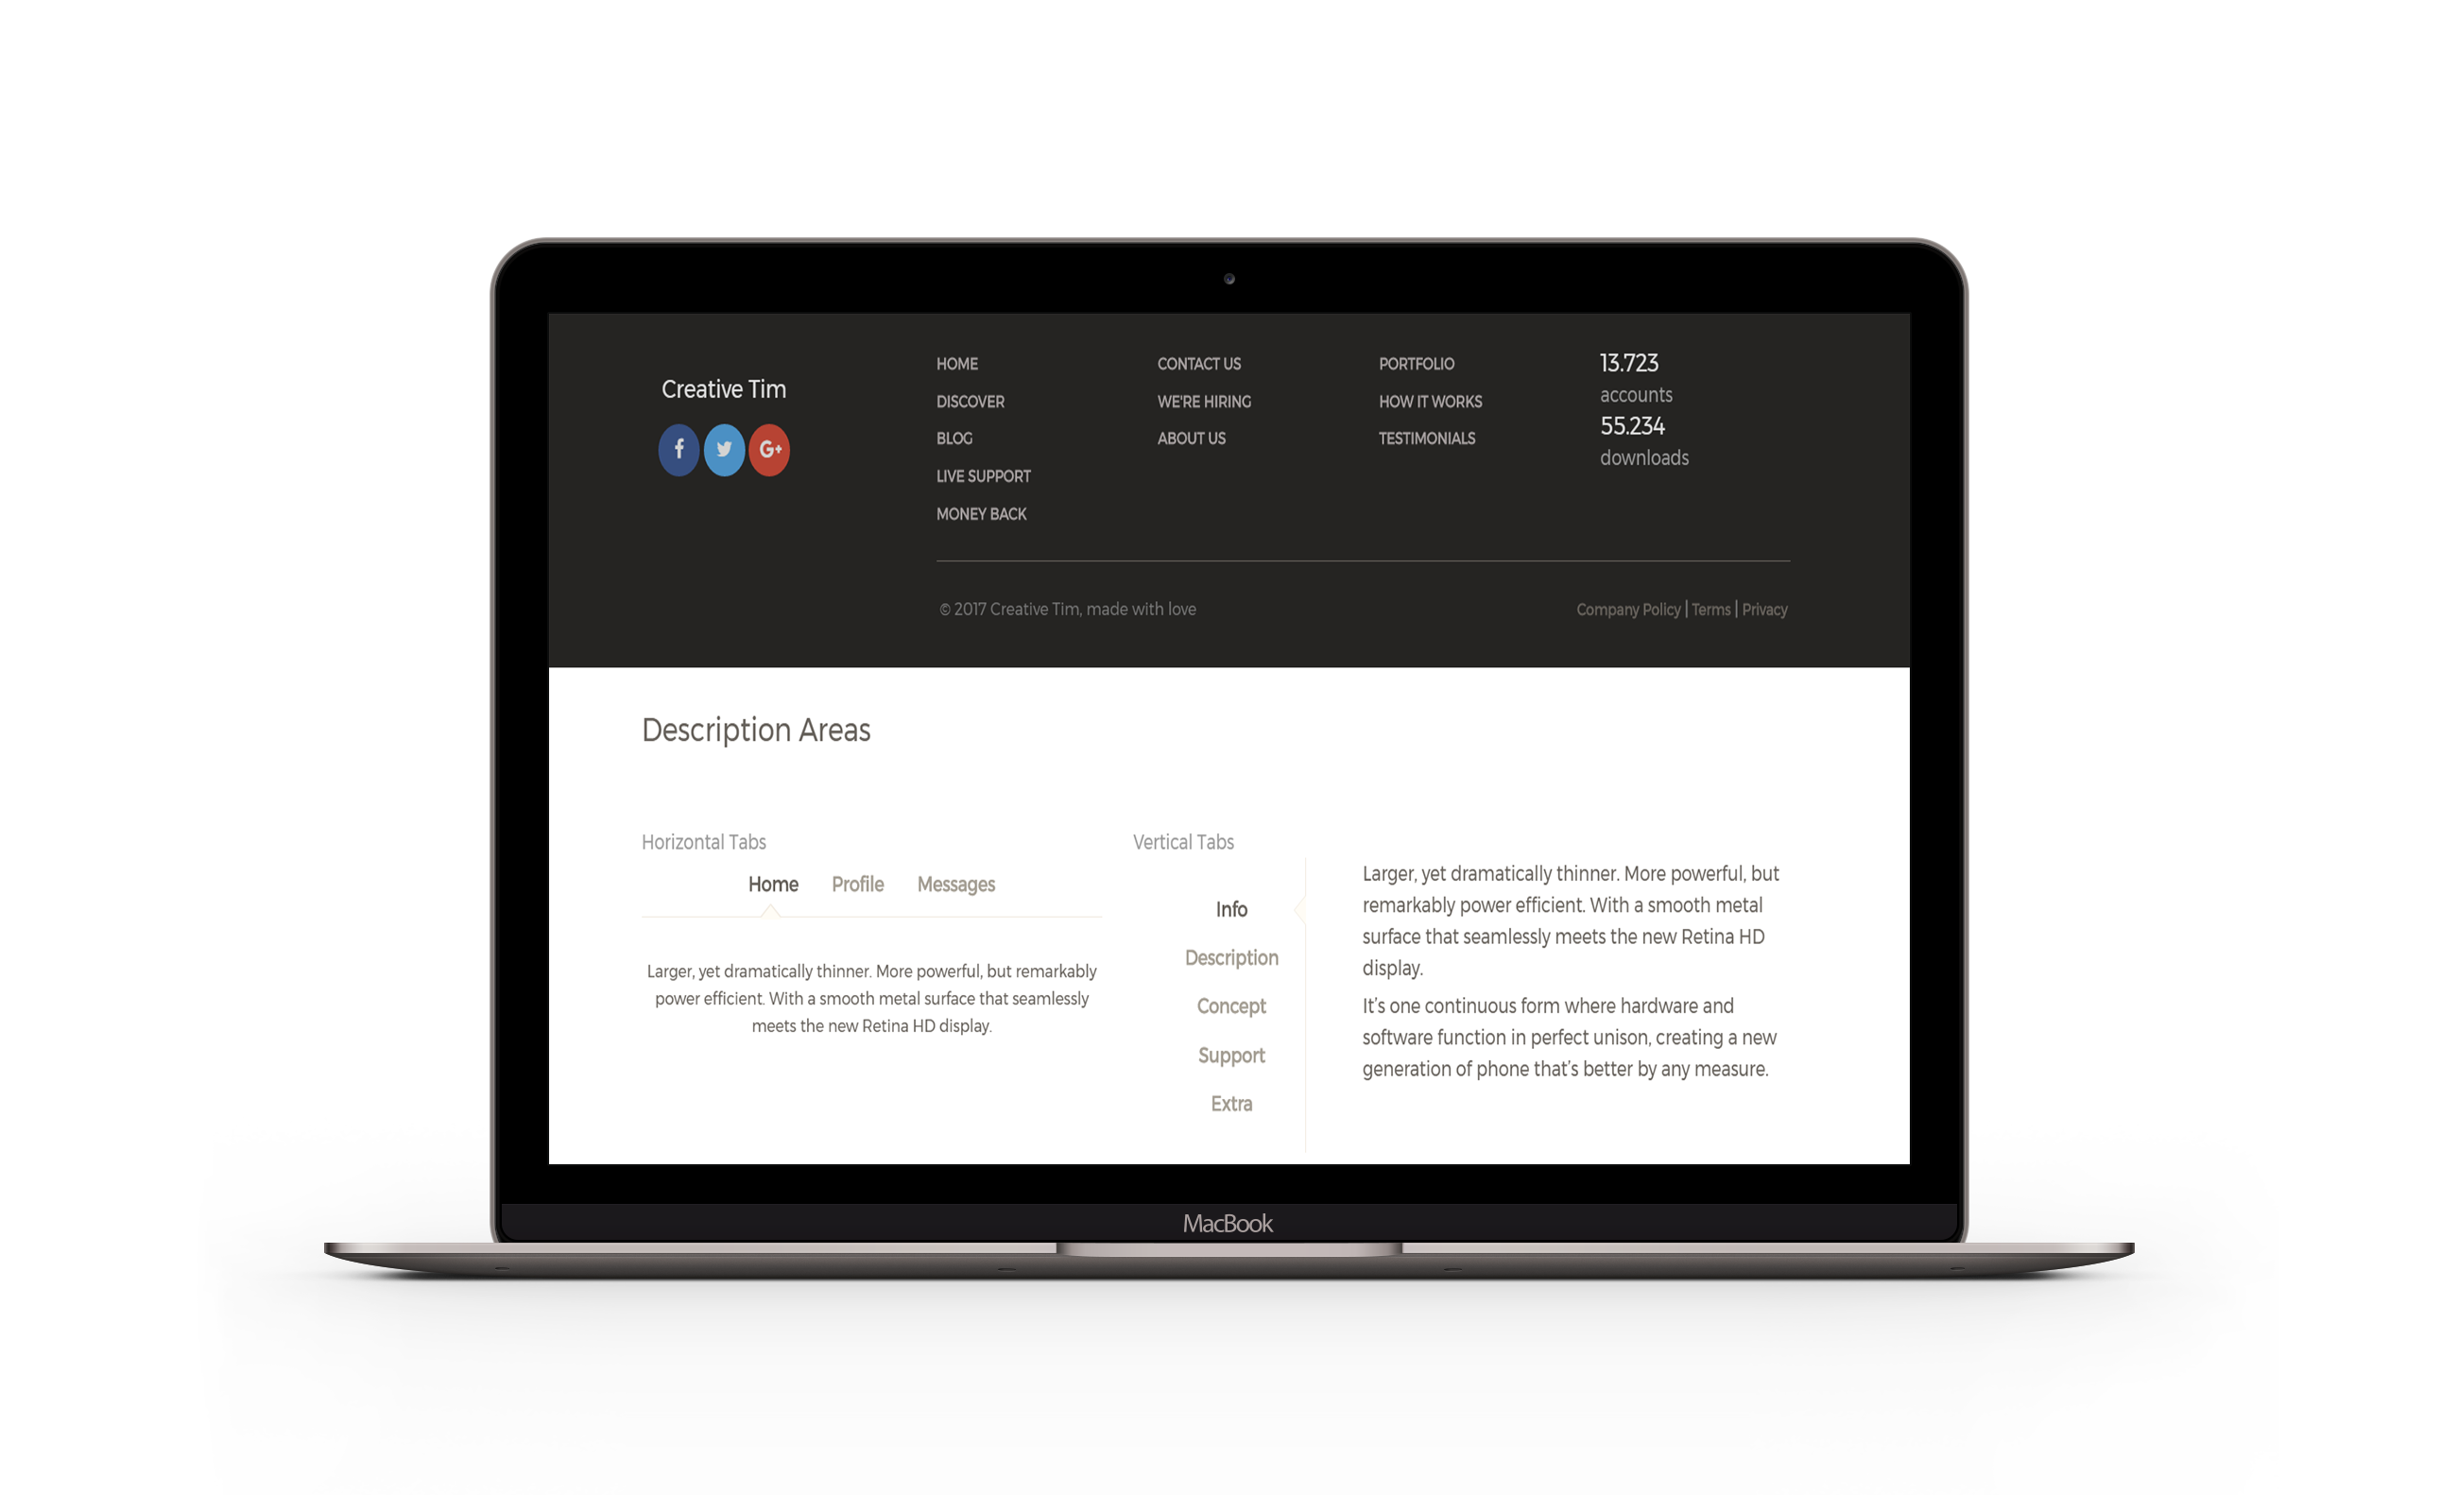 Creative Tim
HOME
DISCOVER
BLOG
LIVE SUPPORT
MONEY BACK
CONTACT US
WE'RE HIRING
ABOUT US
PORTFOLIO
HOW IT WORKS
TESTIMONIALS
13.723
accounts
55.234
downloads
© 2017 Creative Tim, made with love
Company Policy | Terms | Privacy
Description Areas
Horizontal Tabs
Home Profile Messages
Larger, yet dramatically thinner. More powerful, but remarkably
power efficient. With a smooth metal surface that seamlessly
meets the new Retina HD display.
Vertical Tabs
Info
Description
Concept
Support
Extra
Larger, yet dramatically thinner. More powerful, but
remarkably power efficient. With a smooth metal
surface that seamlessly meets the new Retina HD
display.
It's one continuous form where hardware and
software function in perfect unison, creating a new
generation of phone that's better by any measure.
MacBook